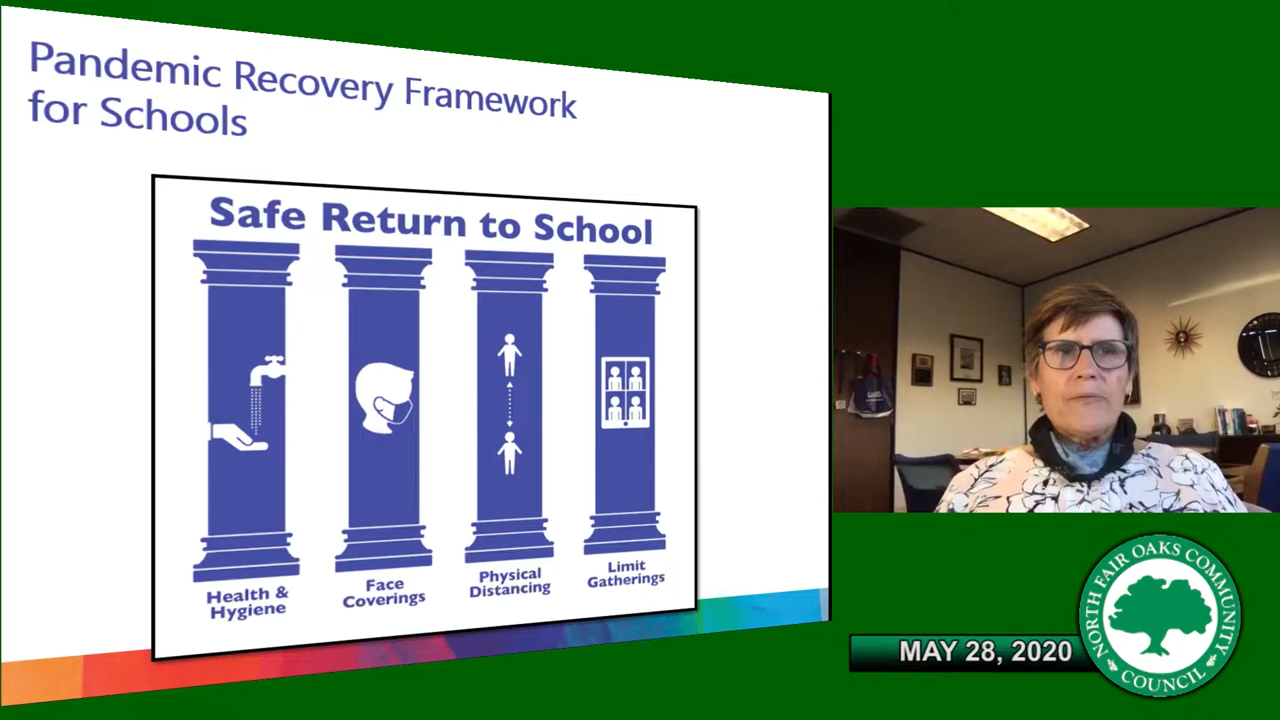 Pandemic Recovery Framework
for Schools
Safe Return to School
Health &
Hygiene
Face
Coverings
Physical
Distancing
Limit
Gatherings
MAY 28, 2020
NORTH FAIR OAKS COMMUNITY
COUNCIL